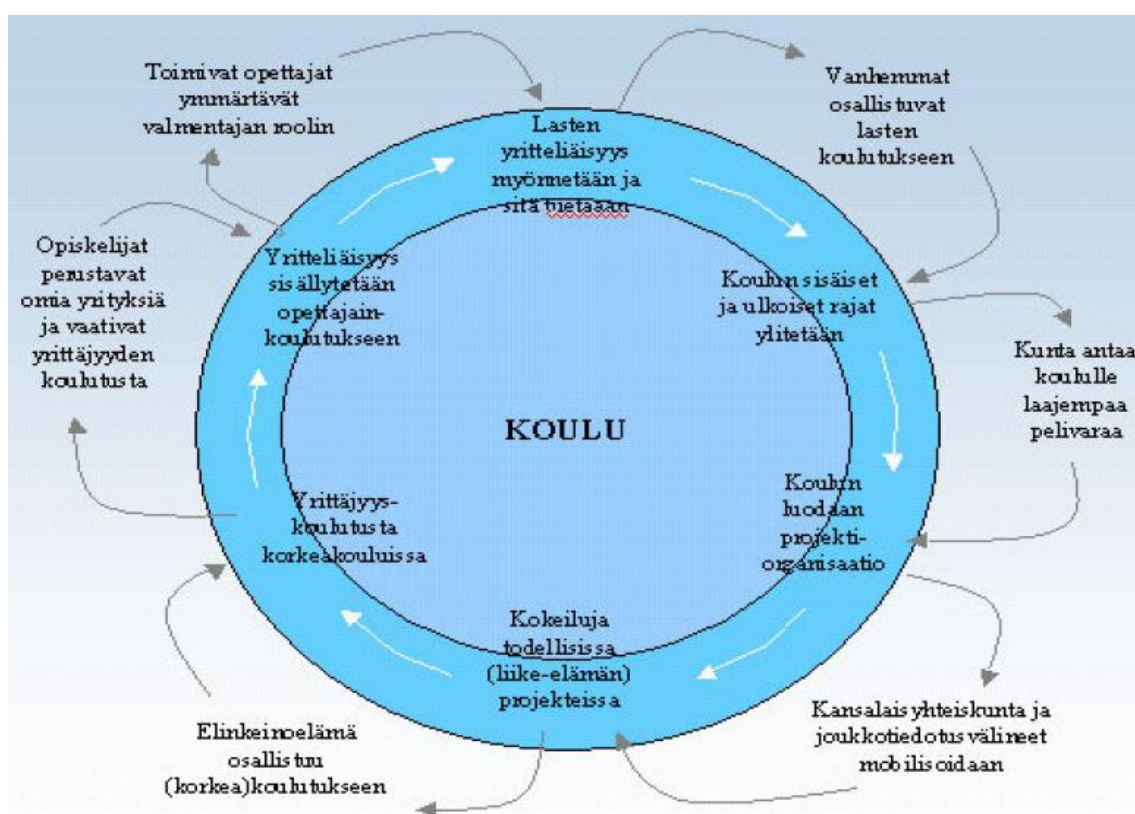 Toimivat opettajat
ymmärtävät
valmentajan roolin
Lasten
yritteliäisyys
myönnetään ja
sitä tuetaaan
Vanhemmat
osallistuvat
lasten
koulutukseen
Opiskelijat
perustavat
omia yrityksiä
ja vaativat
yrittäjyyden
koulutusta
Yritteliäisyys
sisällytetään
opettajain-
koulutukseen
Koulun sisäiset
ja ulkoiset rajat
ylitetään
Kunta antaa
koululle
laajempaa
pelivaraa
KOULU
Yrittäjyys-
koulutusta
korkeakouluissa
Koulun
luodaan
projekti-
organisaatio
Kokeiluja
todellisissa
(liike-elämän)
projekteissa
Elinkeinoelämä
osallistuu
(korkea)koulutukseen
Kansalaisyhteiskunta ja
joukkotiedotusvälineet
mobilisoidaan